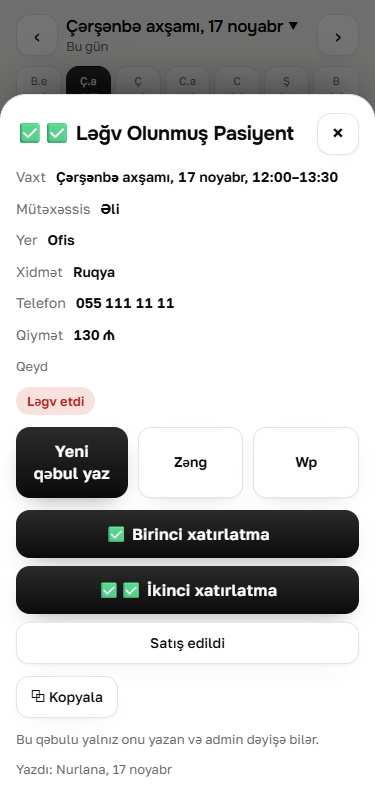 ‹
Çərşənbə axşamı, 17 noyabr ▼
Bu gün
›
B.e Ç.a Ç C.a C Ş B
✅ ✅ Ləğv Olunmuş Pasiyent
×
Vaxt Çərşənbə axşamı, 17 noyabr, 12:00–13:30
Mütəxəssis Əli
Yer Ofis
Xidmət Ruqya
Telefon 055 111 11 11
Qiymət 130 ₼
Qeyd
Ləgv etdi
Yeni
qəbul yaz
Zəng
Wp
✅ Birinci xatırlatma
✅ ✅ İkinci xatırlatma
Satış edildi
Kopyala
Bu qəbulu yalnız onu yazan və admin dəyişə bilər.
Yazdı: Nurlana, 17 noyabr